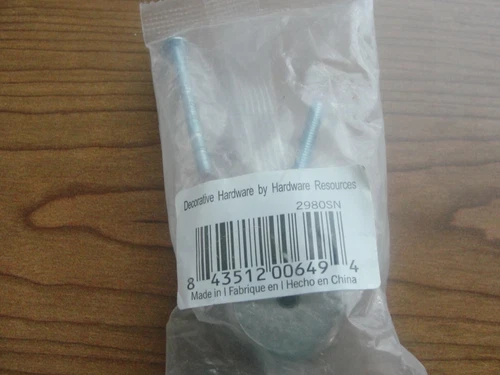 Decorative Hardware by Hardware Resources
2980SN
8 43512 00649 4
Made in | Fabrique en | Hecho en China